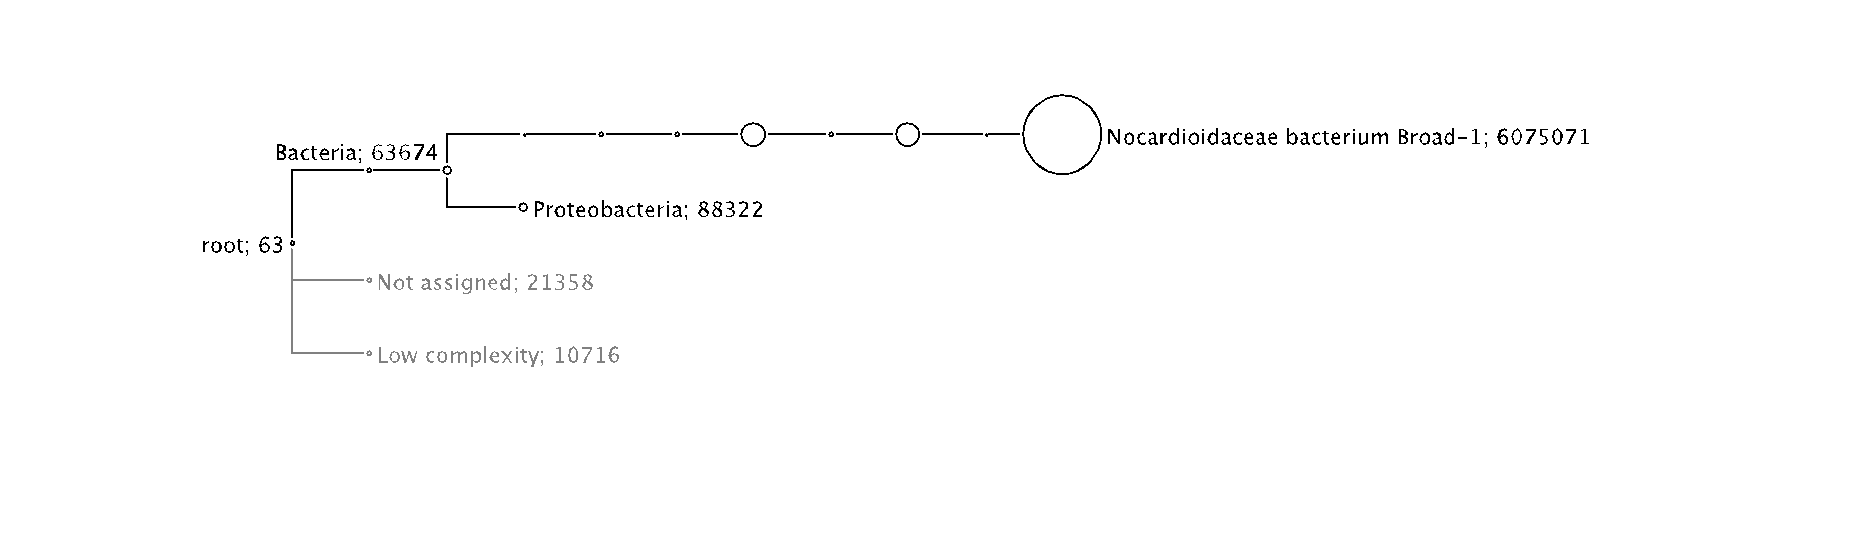 Nocardioidaceae bacterium Broad-1; 6075071
Bacteria; 63674
Proteobacteria; 88322
root; 63
Not assigned; 21358
Low complexity; 10716